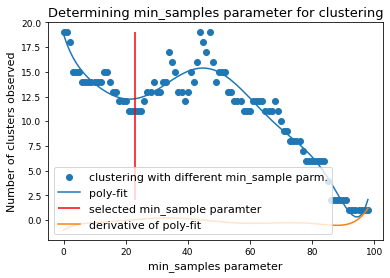 Determining min_samples parameter for clustering
Number of clusters observed
20.0
17.5
15.0
12.5
10.0
7.5
5.0
2.5
0.0
clustering with different min_sample parm.
poly-fit
selected min_sample paramter
derivative of poly-fit
0 20 40 60 80 100
min_samples parameter